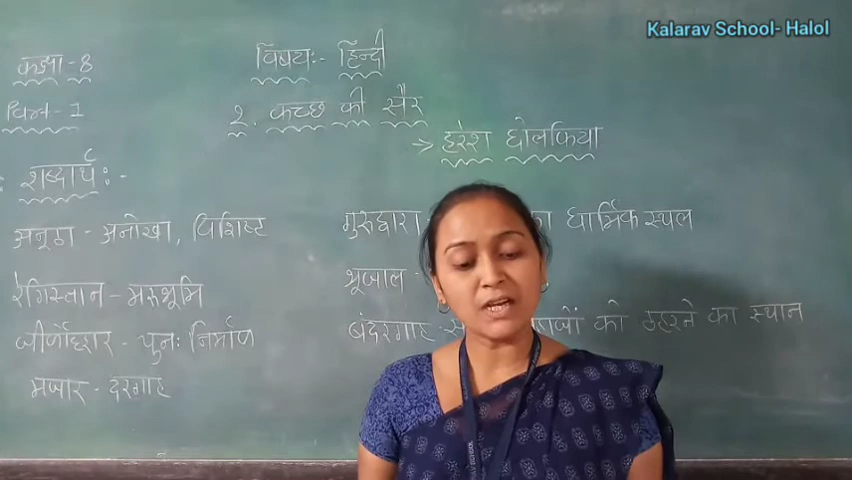 Kalarav School- Halol
कक्षा - 8
विषय:- हिन्दी
दिन - 1
२. कच्छ की सैर
→ हरेश धोलकिया
शब्दार्थ :-
अनूठा - अनोखा, विशिष्ट
गुरुद्वारा - का धार्मिक स्थल
रेगिस्तान - मरुभूमि
भूजाल -
जीर्णोद्धार - पुनः निर्माण
बंदरगाह - को ठहरने का स्थान
मजार - दरगाह